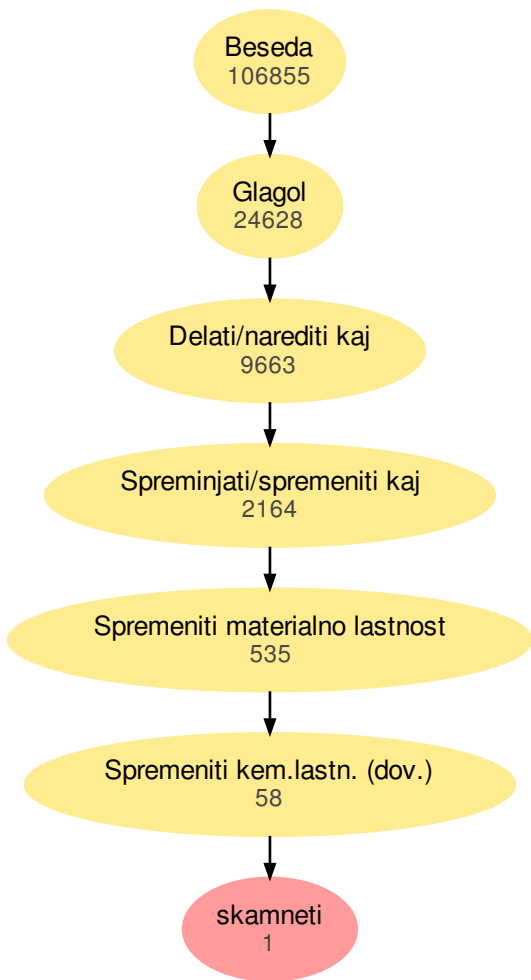 Beseda
106855
Glagol
24628
Delati/narediti kaj
9663
Spreminjati/spremeniti kaj
2164
Spremeniti materialno lastnost
535
Spremeniti kem.lastn. (dov.)
58
skamneti
1